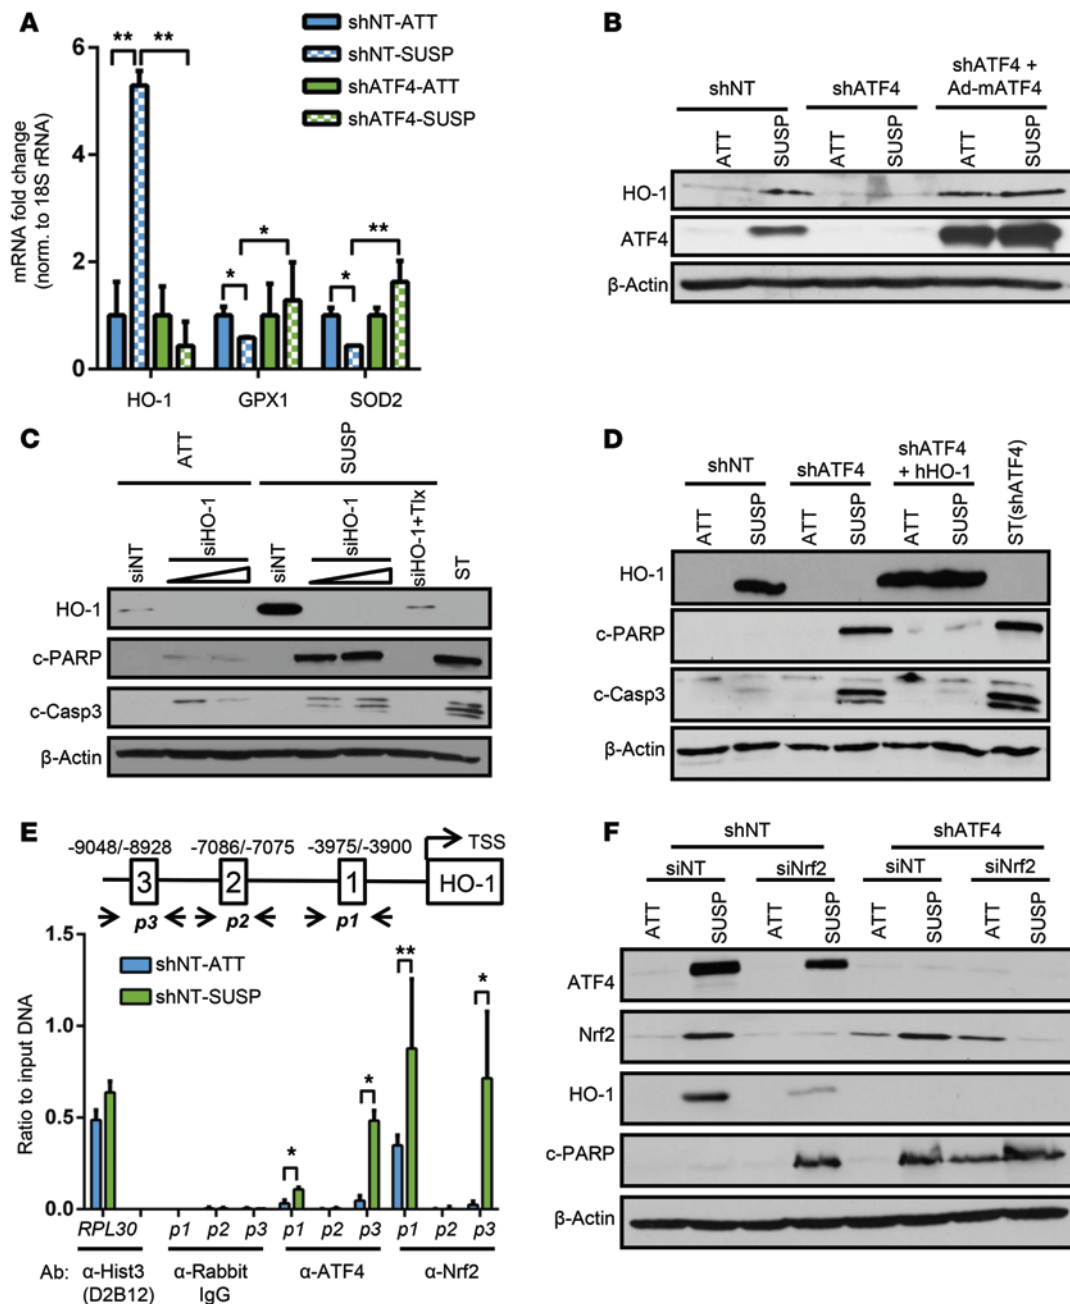 A
shNT-ATT
shNT-SUSP
shATF4-ATT
shATF4-SUSP
** **
* *
* **
mRNA fold change
(norm. to 18S rRNA)
6
4
2
0
HO-1 GPX1 SOD2
B
shNT shATF4 shATF4 +
Ad-mATF4
ATT SUSP ATT SUSP ATT SUSP
HO-1
ATF4
β-Actin
C
ATT SUSP
siNT siHO-1 siNT siHO-1 siHO-1+Tlx ST
HO-1
c-PARP
c-Casp3
β-Actin
D
shNT shATF4 shATF4
+ hHO-1 ST(shATF4)
ATT SUSP ATT SUSP ATT SUSP
HO-1
c-PARP
c-Casp3
β-Actin
E
-9048/-8928 -7086/-7075 -3975/-3900 TSS
3 2 1 HO-1
p3 p2 p1
shNT-ATT
shNT-SUSP
Ratio to input DNA
1.5
1.0
0.5
0.0
* * ** *
RPL30 p1 p2 p3 p1 p2 p3 p1 p2 p3
Ab: α-Hist3 α-Rabbit α-ATF4 α-Nrf2
(D2B12) IgG
F
shNT shATF4
siNT siNrf2 siNT siNrf2
ATT SUSP ATT SUSP ATT SUSP ATT SUSP
ATF4
Nrf2
HO-1
c-PARP
β-Actin